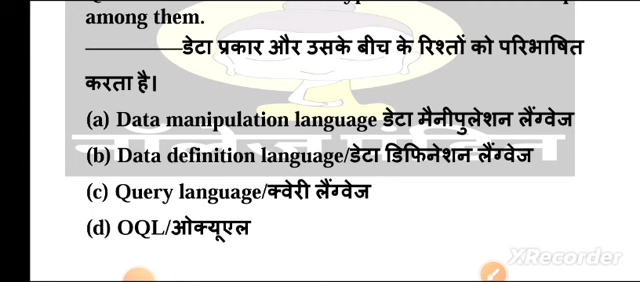 among them.
________डेटा प्रकार और उसके बीच के रिश्तों को परिभाषित
करता है।
(a) Data manipulation language डेटा मैनीपुलेशन लैंग्वेज
(b) Data definition language/डेटा डिफिनेशन लैंग्वेज
(c) Query language/क्वेरी लैंग्वेज
(d) OQL/ओक्यूएल
XRecorder